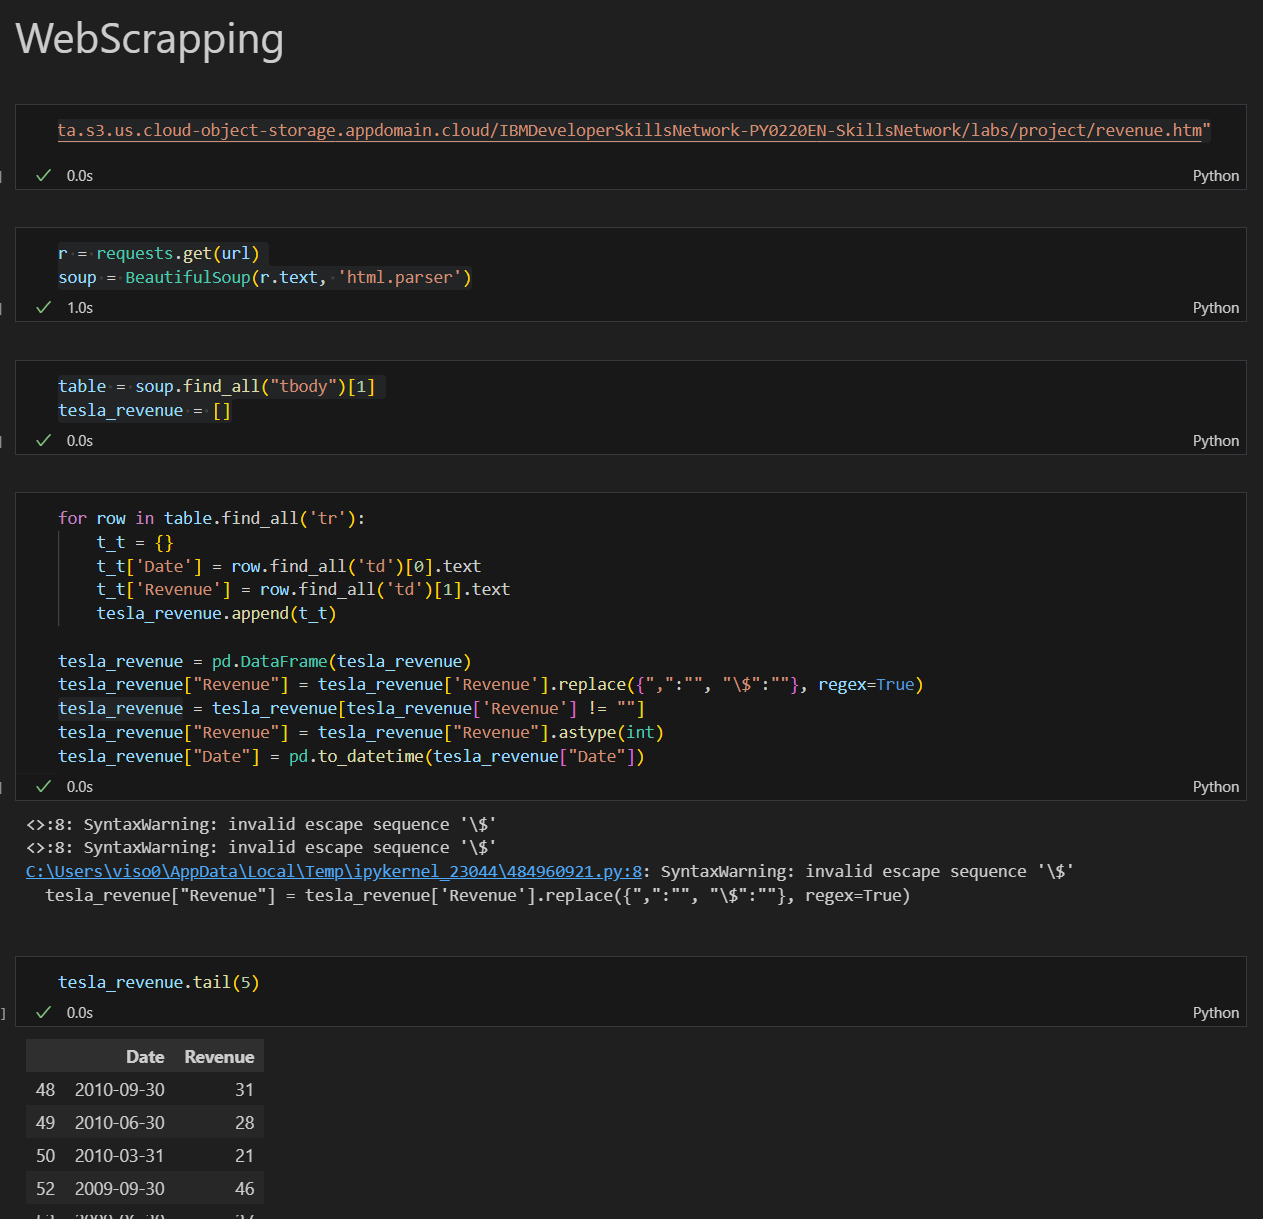 WebScrapping
ta.s3.us.cloud-object-storage.appdomain.cloud/IBMDeveloperSkillsNetwork-PY0220EN-SkillsNetwork/labs/project/revenue.htm"
0.0s
Python
r = requests.get(url)
soup = BeautifulSoup(r.text, 'html.parser')
1.0s
Python
table = soup.find_all("tbody")[1]
tesla_revenue = []
0.0s
Python
for row in table.find_all('tr'):
    t_t = {}
    t_t['Date'] = row.find_all('td')[0].text
    t_t['Revenue'] = row.find_all('td')[1].text
    tesla_revenue.append(t_t)
tesla_revenue = pd.DataFrame(tesla_revenue)
tesla_revenue["Revenue"] = tesla_revenue['Revenue'].replace({",":"", "\$":""}, regex=True)
tesla_revenue = tesla_revenue[tesla_revenue['Revenue'] != ""]
tesla_revenue["Revenue"] = tesla_revenue["Revenue"].astype(int)
tesla_revenue["Date"] = pd.to_datetime(tesla_revenue["Date"])
0.0s
Python
<>:8: SyntaxWarning: invalid escape sequence '\$'
<>:8: SyntaxWarning: invalid escape sequence '\$'
C:\Users\viso0\AppData\Local\Temp\ipykernel_23044\484960921.py:8: SyntaxWarning: invalid escape sequence '\$'
  tesla_revenue["Revenue"] = tesla_revenue['Revenue'].replace({",":"", "\$":""}, regex=True)
tesla_revenue.tail(5)
0.0s
Python
Date Revenue
48 2010-09-30 31
49 2010-06-30 28
50 2010-03-31 21
52 2009-09-30 46